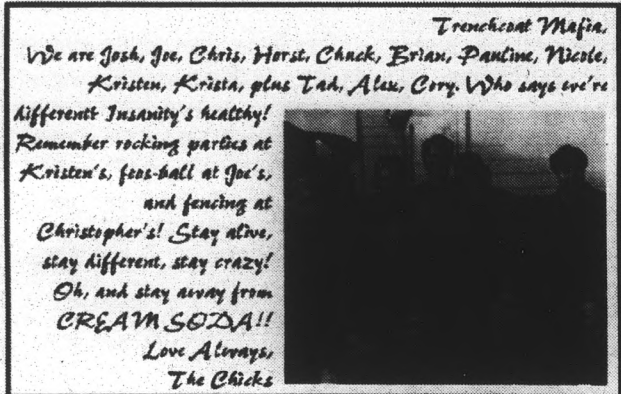 Trenchcoat Mafia,
We are Josh, Joe, Chris, Horst, Chuck, Brian, Pauline, Nicole,
Kristen, Krista, plus Tad, Alex, Cory. Who says we're
different? Insanity's healthy!
Remember rocking parties at
Kristen's, foos-ball at Joe's,
and fencing at
Christopher's! Stay alive,
stay different, stay crazy!
Oh, and stay away from
CREAM SODA!!
Love Always,
The Chicks